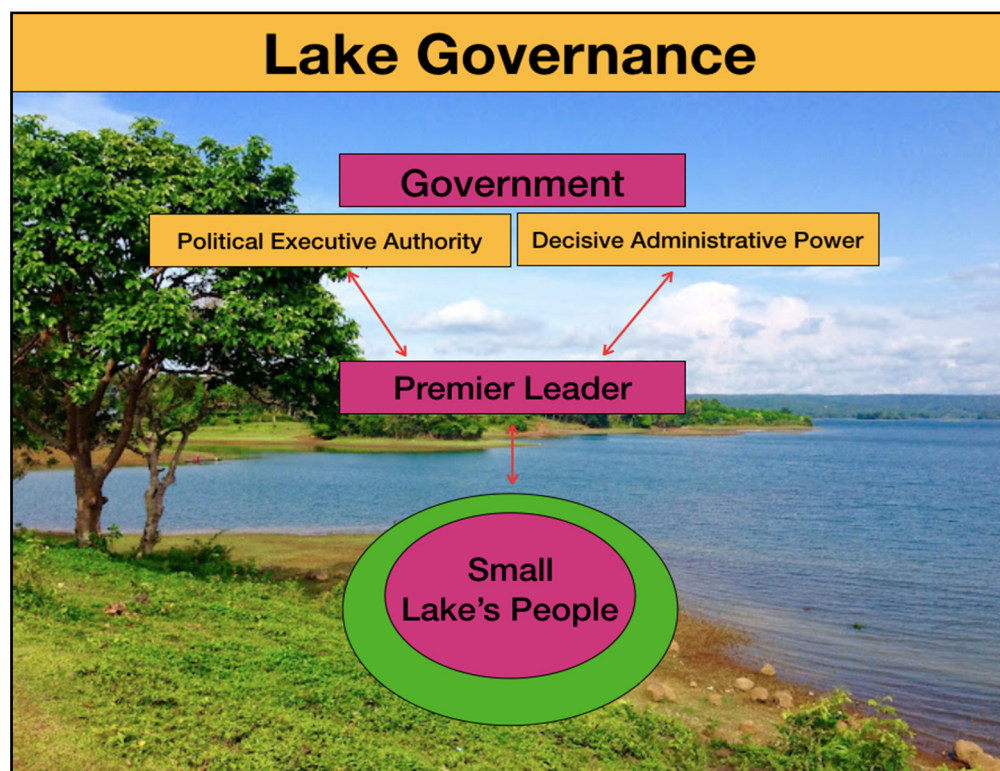 Lake Governance
Government
Political Executive Authority
Decisive Administrative Power
Premier Leader
Small
Lake’s People